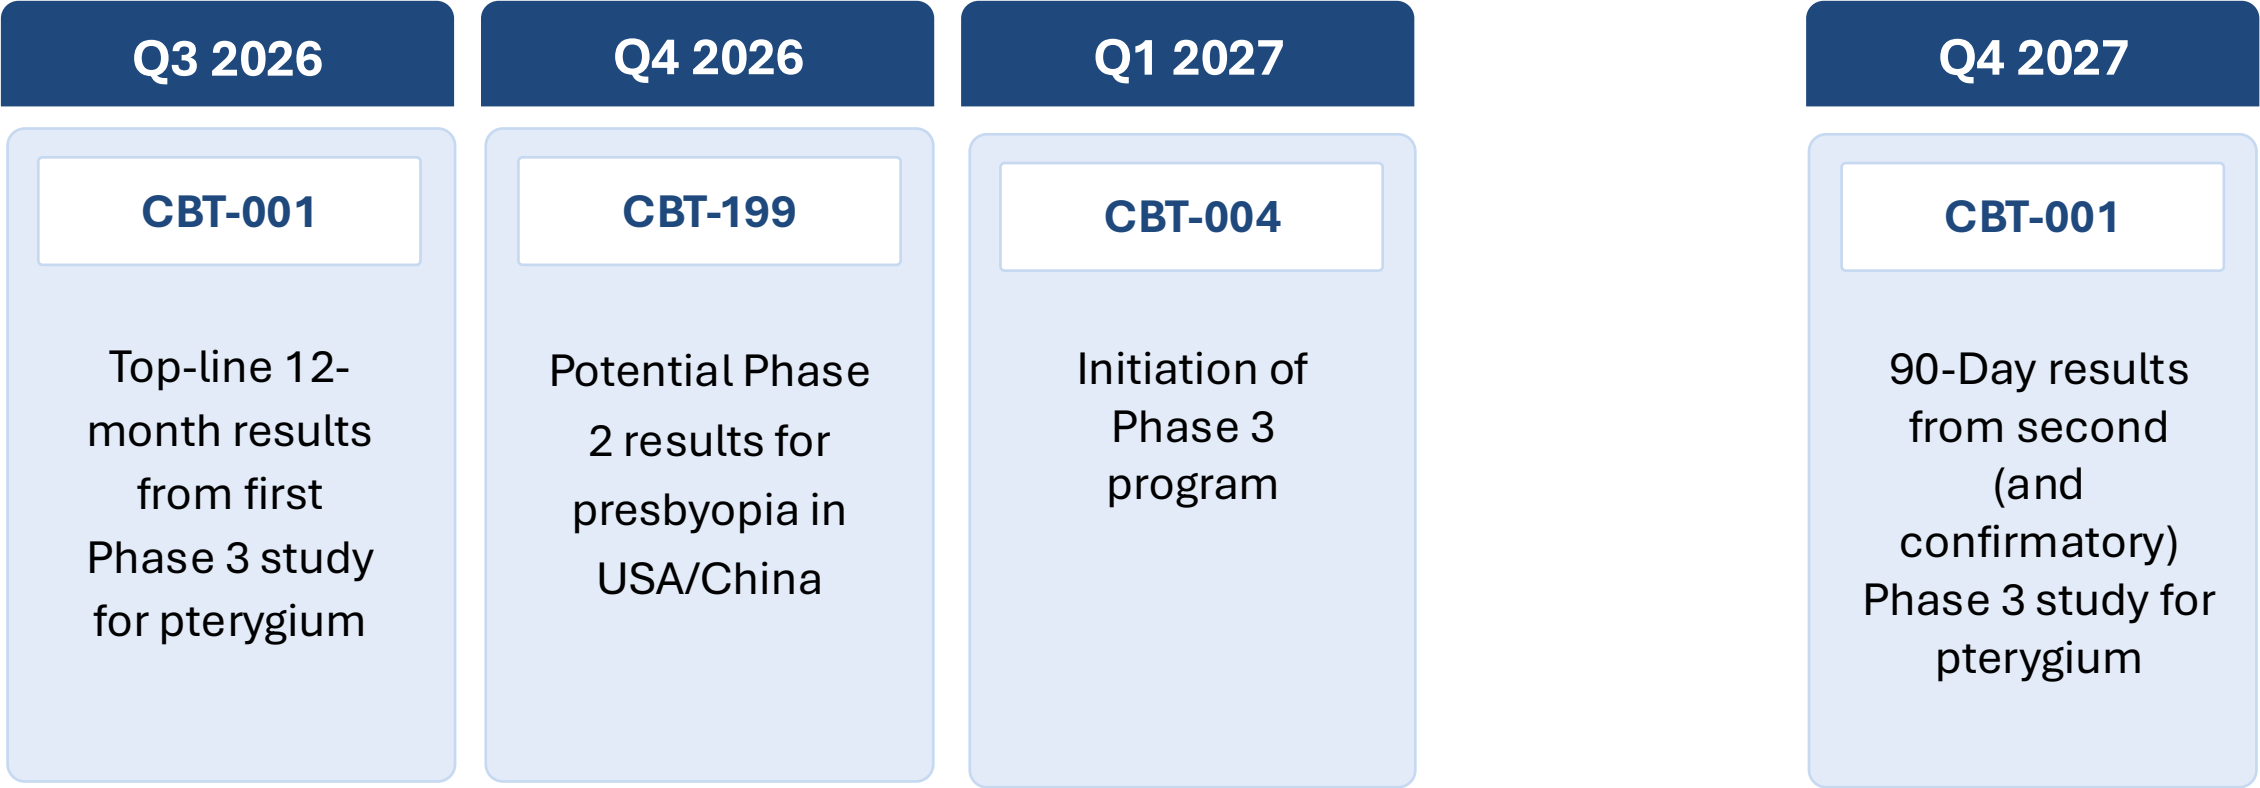 Q3 2026
CBT-001
Top-line 12-
month results
from first
Phase 3 study
for pterygium
Q4 2026
CBT-199
Potential Phase
2 results for
presbyopia in
USA/China
Q1 2027
CBT-004
Initiation of
Phase 3
program
Q4 2027
CBT-001
90-Day results
from second
(and
confirmatory)
Phase 3 study for
pterygium